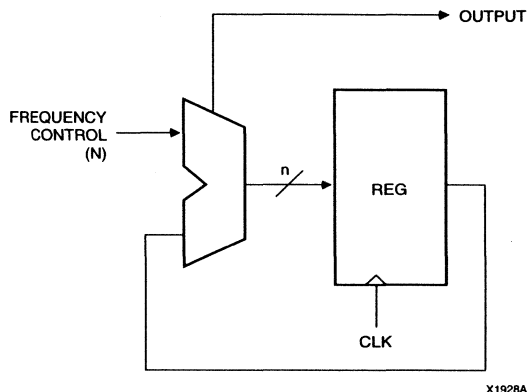 OUTPUT
FREQUENCY
CONTROL
(N)
n
REG
CLK
X1928A